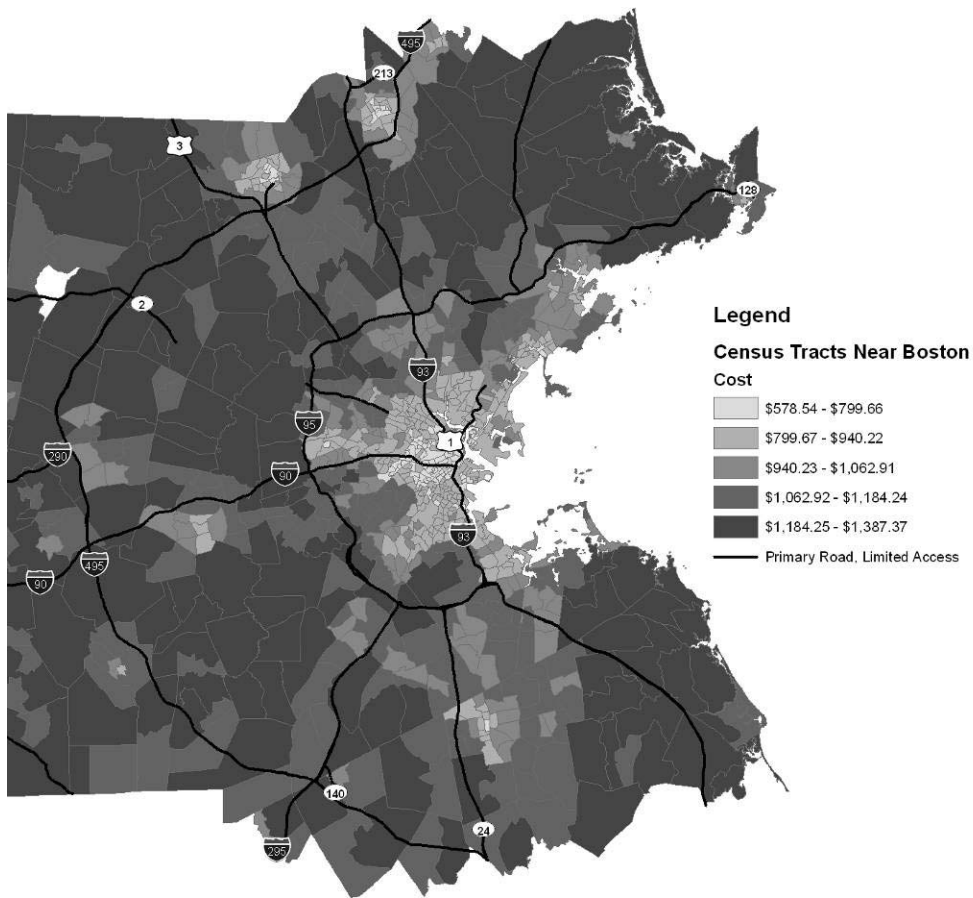 495
213
3
128
2
93
95
1
290
90
93
495
90
140
24
295
Legend
Census Tracts Near Boston
Cost
$578.54 - $799.66
$799.67 - $940.22
$940.23 - $1,062.91
$1,062.92 - $1,184.24
$1,184.25 - $1,387.37
Primary Road, Limited Access